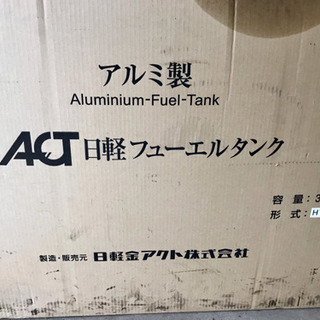 アルミ製
Aluminium-Fuel-Tank
ACT 日軽フューエルタンク
容量:3
形式:H
製造・販売元 日軽金アクト株式会社